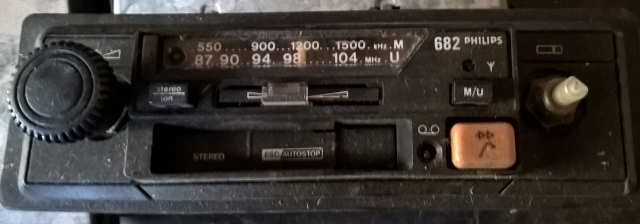 550 900 1200 1500 kHz M
682 PHILIPS
87 90 94 98 104 MHz U
stereo
M/U
STEREO
AUTOSTOP